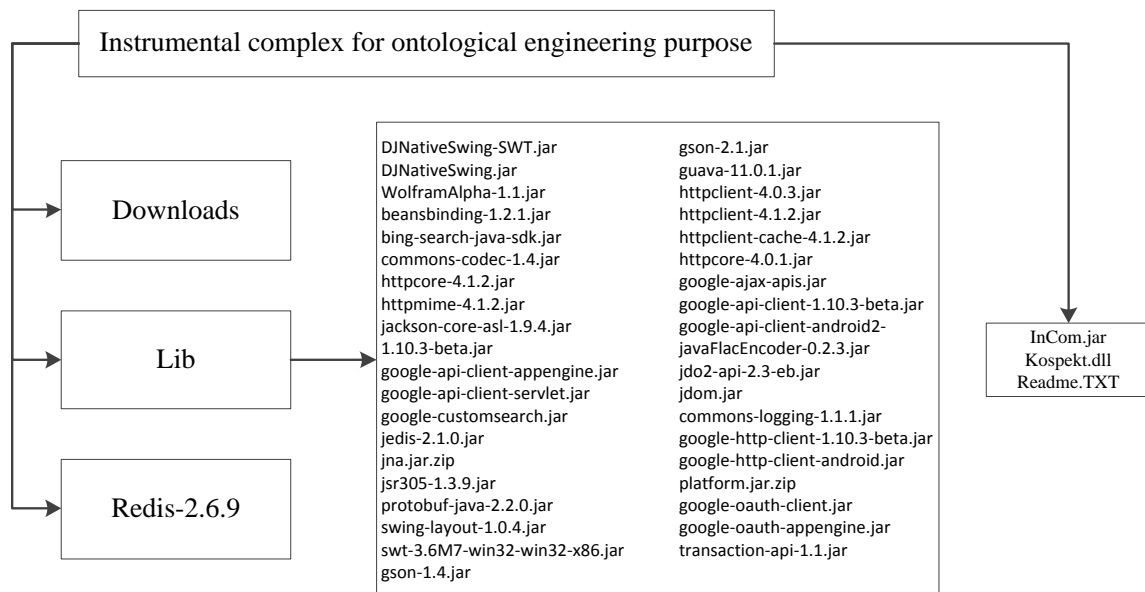 Instrumental complex for ontological engineering purpose
Downloads
Lib
Redis-2.6.9
DJNativeSwing-SWT.jar
DJNativeSwing.jar
WolframAlpha-1.1.jar
beansbinding-1.2.1.jar
bing-search-java-sdk.jar
commons-codec-1.4.jar
httpcore-4.1.2.jar
httpmime-4.1.2.jar
jackson-core-asl-1.9.4.jar
1.10.3-beta.jar
google-api-client-appengine.jar
google-api-client-servlet.jar
google-customsearch.jar
jedis-2.1.0.jar
jna.jar.zip
jsr305-1.3.9.jar
protobuf-java-2.2.0.jar
swing-layout-1.0.4.jar
swt-3.6M7-win32-win32-x86.jar
gson-1.4.jar
gson-2.1.jar
guava-11.0.1.jar
httpclient-4.0.3.jar
httpclient-4.1.2.jar
httpclient-cache-4.1.2.jar
httpcore-4.0.1.jar
google-ajax-apis.jar
google-api-client-1.10.3-beta.jar
google-api-client-android2-
javaFlacEncoder-0.2.3.jar
jdo2-api-2.3-eb.jar
jdom.jar
commons-logging-1.1.1.jar
google-http-client-1.10.3-beta.jar
google-http-client-android.jar
platform.jar.zip
google-oauth-client.jar
google-oauth-appengine.jar
transaction-api-1.1.jar
InCom.jar
Kospekt.dll
Readme.TXT